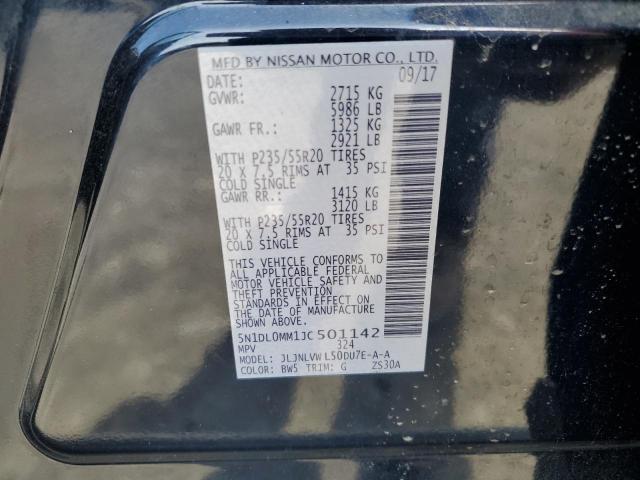 MFD BY NISSAN MOTOR CO., LTD.
DATE: 09/17
GVWR: 2715 KG
5986 LB
GAWR FR.: 1325 KG
2921 LB
WITH P235/55R20 TIRES
20 X 7.5 RIMS AT 35 PSI
COLD SINGLE
GAWR RR.: 1415 KG
3120 LB
WITH P235/55R20 TIRES
20 X 7.5 RIMS AT 35 PSI
COLD SINGLE
THIS VEHICLE CONFORMS TO
ALL APPLICABLE FEDERAL
MOTOR VEHICLE SAFETY AND
THEFT PREVENTION
STANDARDS IN EFFECT ON
DATE SHOWN ABOVE.
5N1DL0MM1JC501142
MPV 324
MODEL: JLJNLVWL50DU7E-A-A
COLOR: BW5 TRIM: G ZS30A